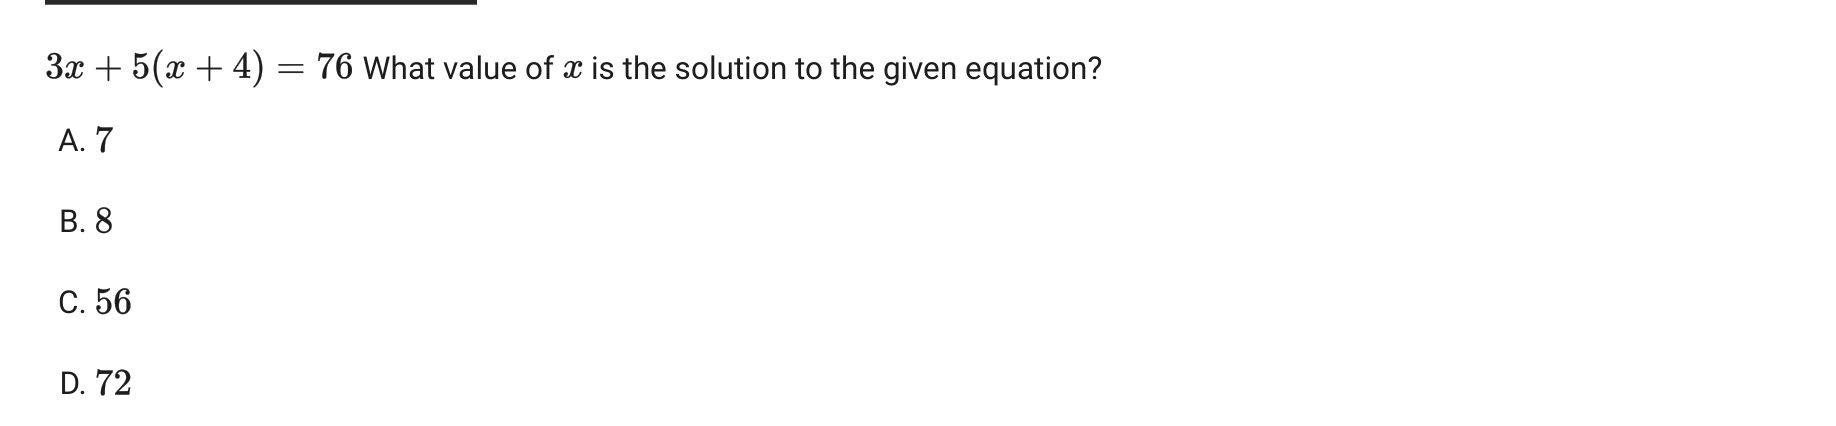 3x + 5(x + 4) = 76 What value of x is the solution to the given equation?
A. 7
B. 8
C. 56
D. 72